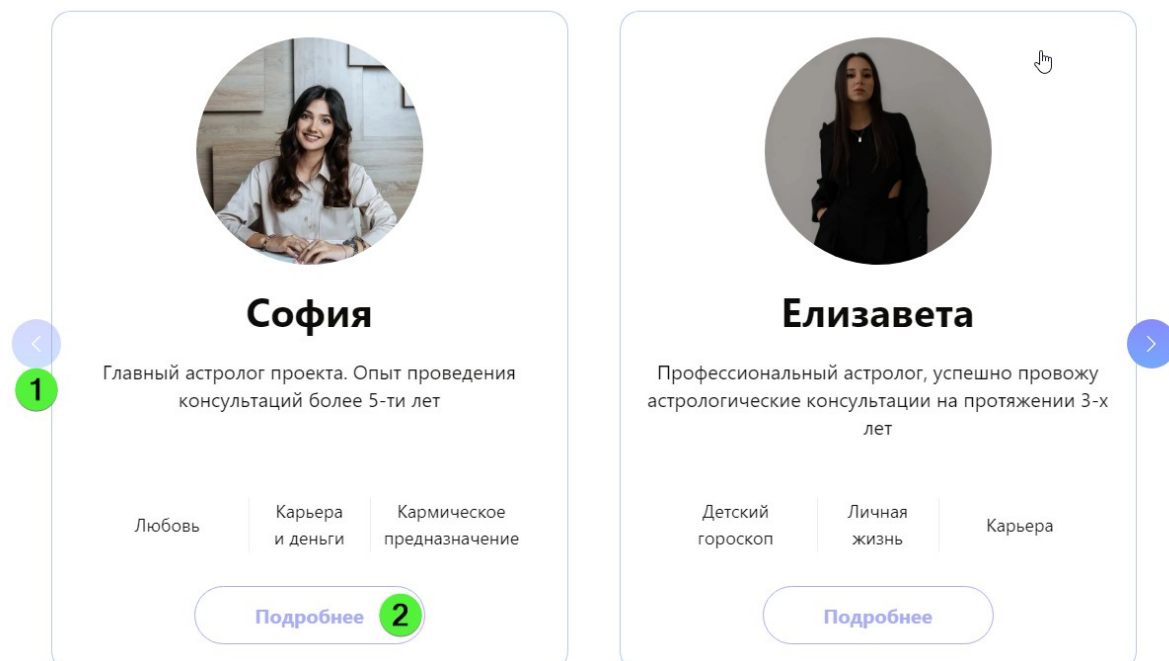 София
Главный астролог проекта. Опыт проведения
консультаций более 5-ти лет
Любовь
Карьера
и деньги
Кармическое
предназначение
Подробнее
1
2
Елизавета
Профессиональный астролог, успешно провожу
астрологические консультации на протяжении 3-х
лет
Детский
гороскоп
Личная
жизнь
Карьера
Подробнее